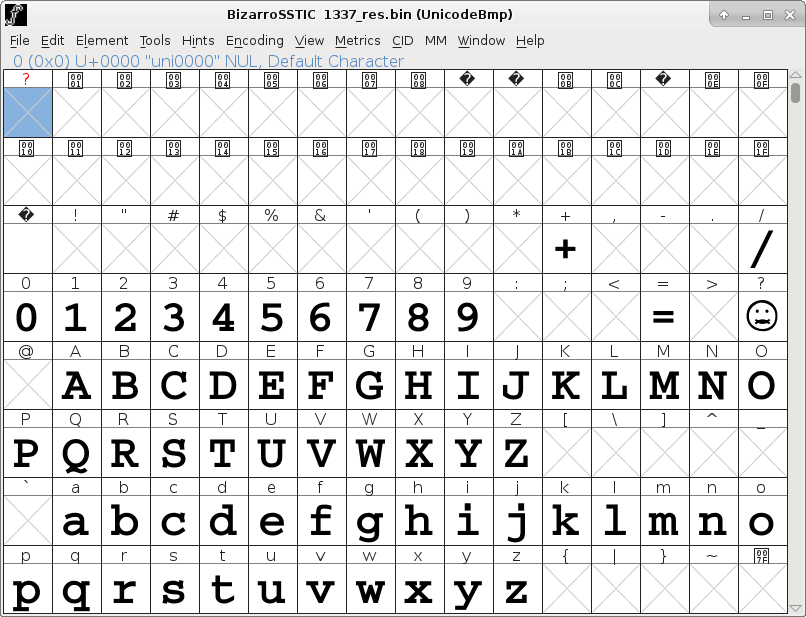 BizarroSSTIC 1337_res.bin (UnicodeBmp)
File Edit Element Tools Hints Encoding View Metrics CID MM Window Help
0 (0x0) U+0000 "uni0000" NUL, Default Character
? 0001 0002 0003 0004 0005 0006 0007 0008 � � 000B 000C � 000E 000F
0010 0011 0012 0013 0014 0015 0016 0017 0018 0019 001A 001B 001C 001D 001E 001F
� ! " # $ % & ' ( ) * + , - . /
+ /
0 1 2 3 4 5 6 7 8 9 : ; < = > ?
0 1 2 3 4 5 6 7 8 9 =
@ A B C D E F G H I J K L M N O
A B C D E F G H I J K L M N O
P Q R S T U V W X Y Z [ \ ] ^ _
P Q R S T U V W X Y Z
` a b c d e f g h i j k l m n o
a b c d e f g h i j k l m n o
p q r s t u v w x y z { | } ~ 007F
p q r s t u v w x y z